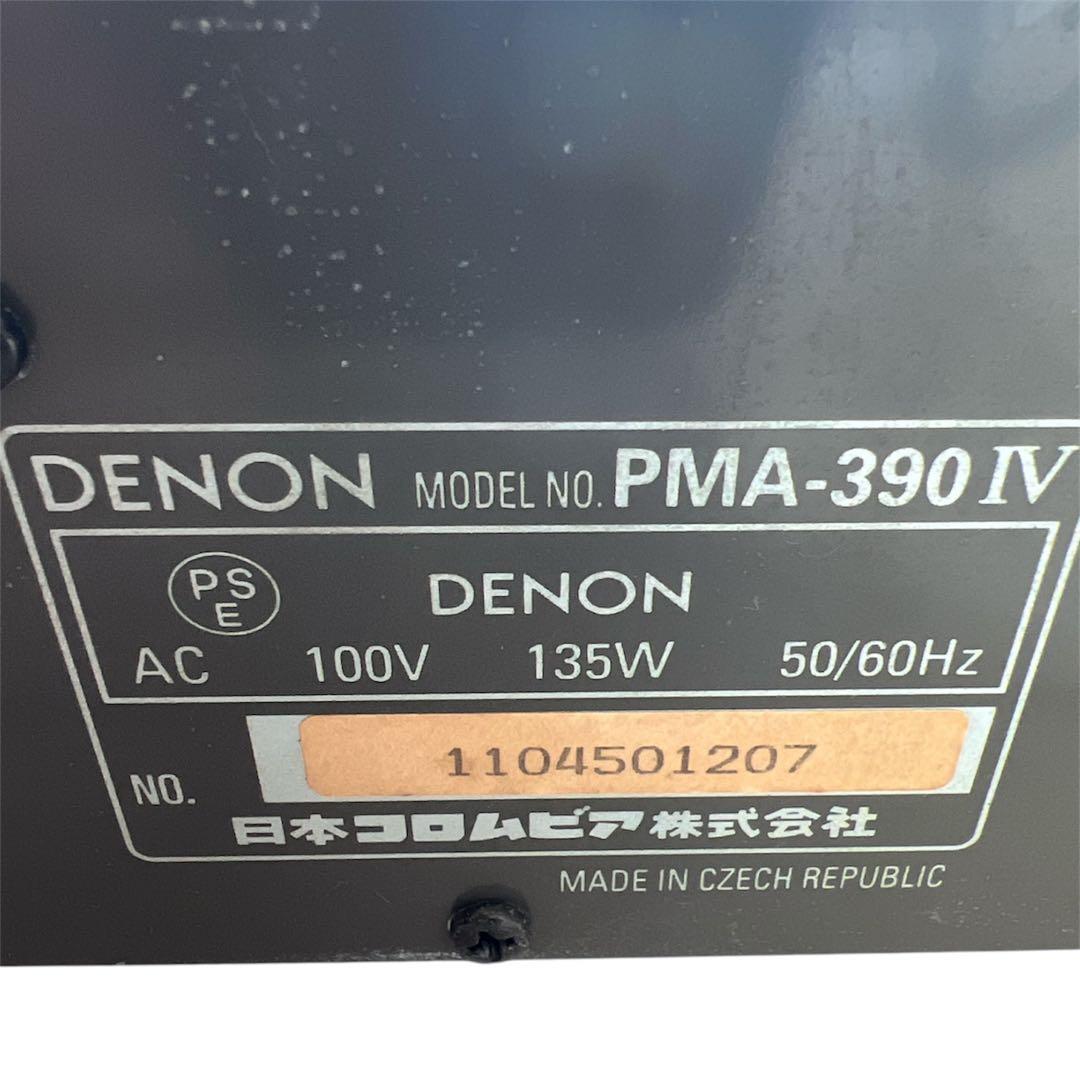 DENON MODEL NO. PMA-390 IV
PS
E
DENON
AC 100V 135W 50/60Hz
NO. 1104501207
日本コロムビア株式会社
MADE IN CZECH REPUBLIC